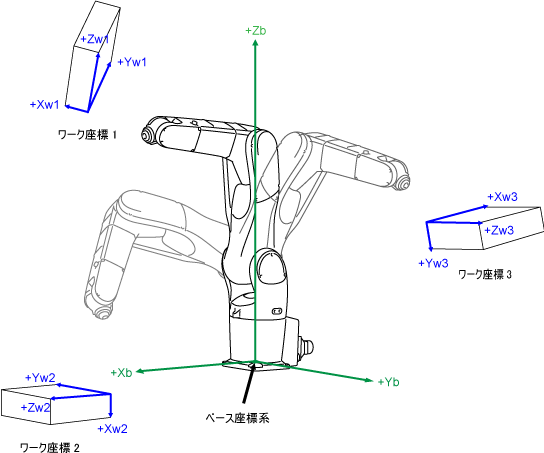 +Zb
+Zw1
+Yw1
+Xw1
ワーク座標 1
+Xw3
+Zw3
+Yw3
ワーク座標 3
+Xb
+Yb
+Yw2
+Zw2
+Xw2
ベース座標系
ワーク座標 2